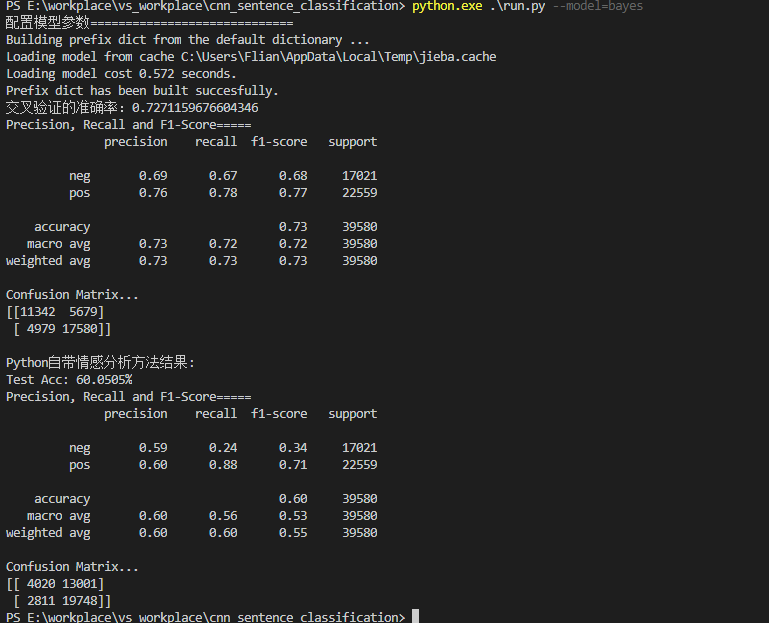 PS E:\workplace\vs_workplace\cnn_sentence_classification> python.exe .\run.py --model=bayes
配置模型参数=============================
Building prefix dict from the default dictionary ...
Loading model from cache C:\Users\Flian\AppData\Local\Temp\jieba.cache
Loading model cost 0.572 seconds.
Prefix dict has been built succesfully.
交叉验证的准确率：0.7271159676604346
Precision, Recall and F1-Score=====
precision recall f1-score support
neg 0.69 0.67 0.68 17021
pos 0.76 0.78 0.77 22559
accuracy 0.73 39580
macro avg 0.73 0.72 0.72 39580
weighted avg 0.73 0.73 0.73 39580
Confusion Matrix...
[[11342 5679]
[ 4979 17580]]
Python自带情感分析方法结果:
Test Acc: 60.0505%
Precision, Recall and F1-Score=====
precision recall f1-score support
neg 0.59 0.24 0.34 17021
pos 0.60 0.88 0.71 22559
accuracy 0.60 39580
macro avg 0.60 0.56 0.53 39580
weighted avg 0.60 0.60 0.55 39580
Confusion Matrix...
[[ 4020 13001]
[ 2811 19748]]
PS E:\workplace\vs_workplace\cnn_sentence_classification>